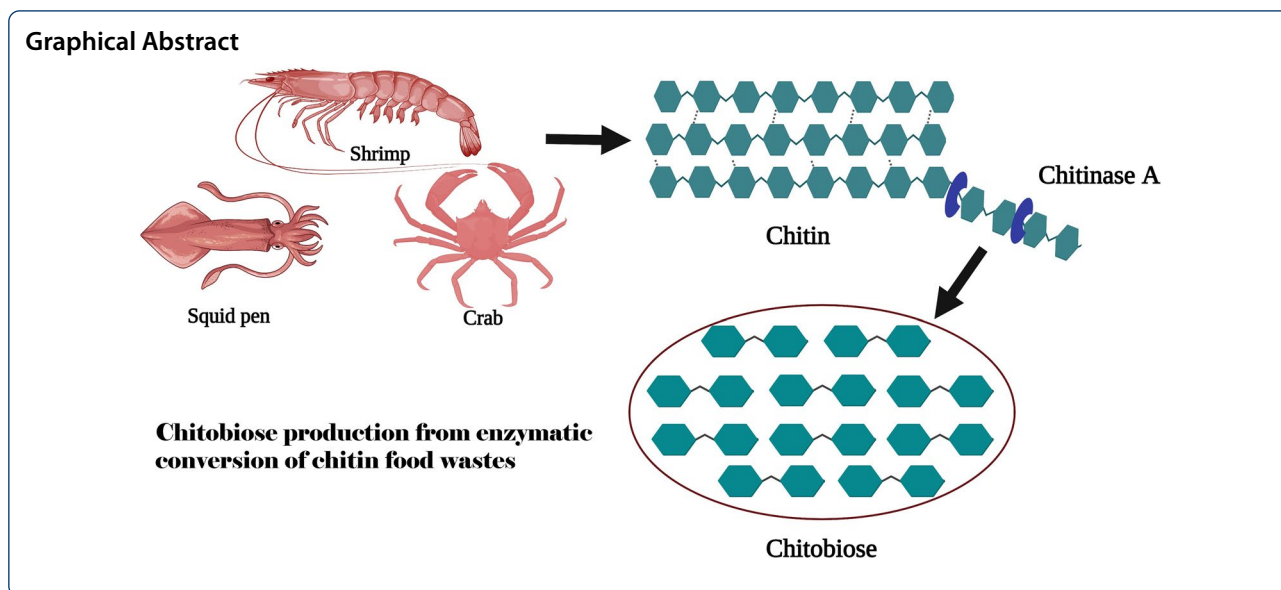 Graphical Abstract
Shrimp
Chitinase A
Chitin
Squid pen
Crab
Chitobiose production from enzymatic
conversion of chitin food wastes
Chitobiose